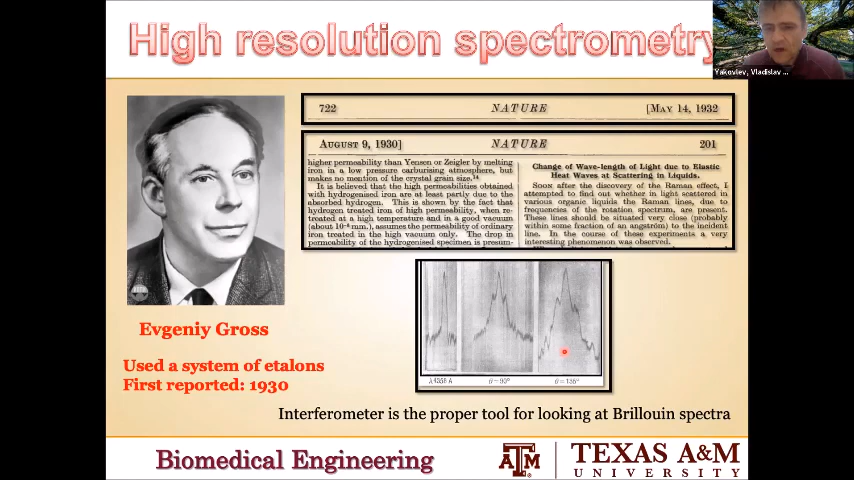 High resolution spectrometry
Yakovlev, Vladislav ...
722 NATURE [MAY 14, 1932
AUGUST 9, 1930] NATURE 201
higher permeability than Yensen or Zeigler by melting
iron in a low pressure carburising atmosphere, but
makes no mention of the crystal grain size.¹⁴
It is believed that the high permeabilities obtained
with hydrogenised iron are at least partly due to the
absorbed hydrogen. This is shown by the fact that
hydrogen treated iron of high permeability, when re-
treated at a high temperature and in a good vacuum
(about 10⁻⁶ mm.), assumes the permeability of ordinary
iron treated in the high vacuum only. The drop in
permeability of the hydrogenised specimen is presum-
Change of Wave-length of Light due to Elastic
Heat Waves at Scattering in Liquids.
SOON after the discovery of the Raman effect, I
attempted to find out whether in light scattered in
various organic liquids the Raman lines, due to
frequencies of the rotation spectrum, are present.
These lines should be situated very close (probably
within some fraction of an angström) to the incident
line. In the course of these experiments a very
interesting phenomenon was observed.
Evgeniy Gross
Used a system of etalons
First reported: 1930
λ4358 A
Interferometer is the proper tool for looking at Brillouin spectra
Biomedical Engineering
ATM
TEXAS A&M
UNIVERSITY